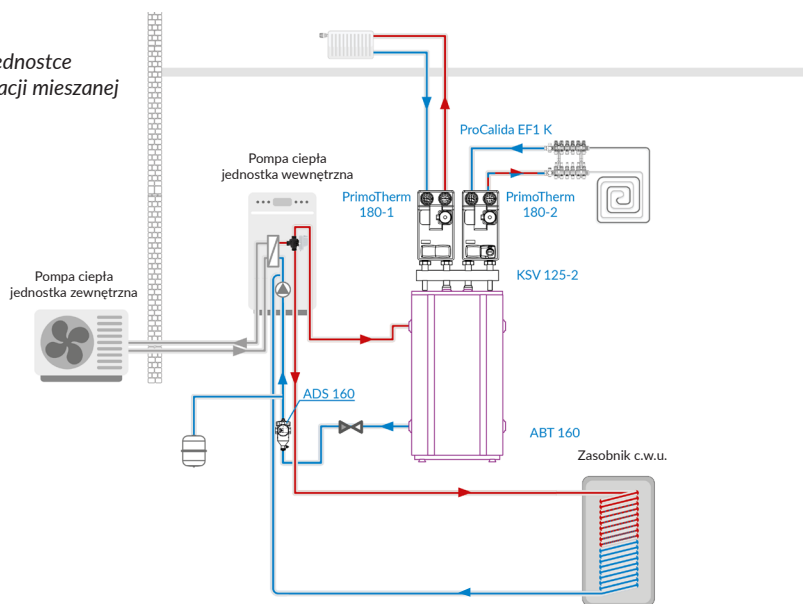 ednostce
acji mieszanej
ProCalida EF1 K
Pompa ciepła
jednostka wewnętrzna
PrimoTherm
180-1
PrimoTherm
180-2
KSV 125-2
Pompa ciepła
jednostka zewnętrzna
ADS 160
ABT 160
Zasobnik c.w.u.